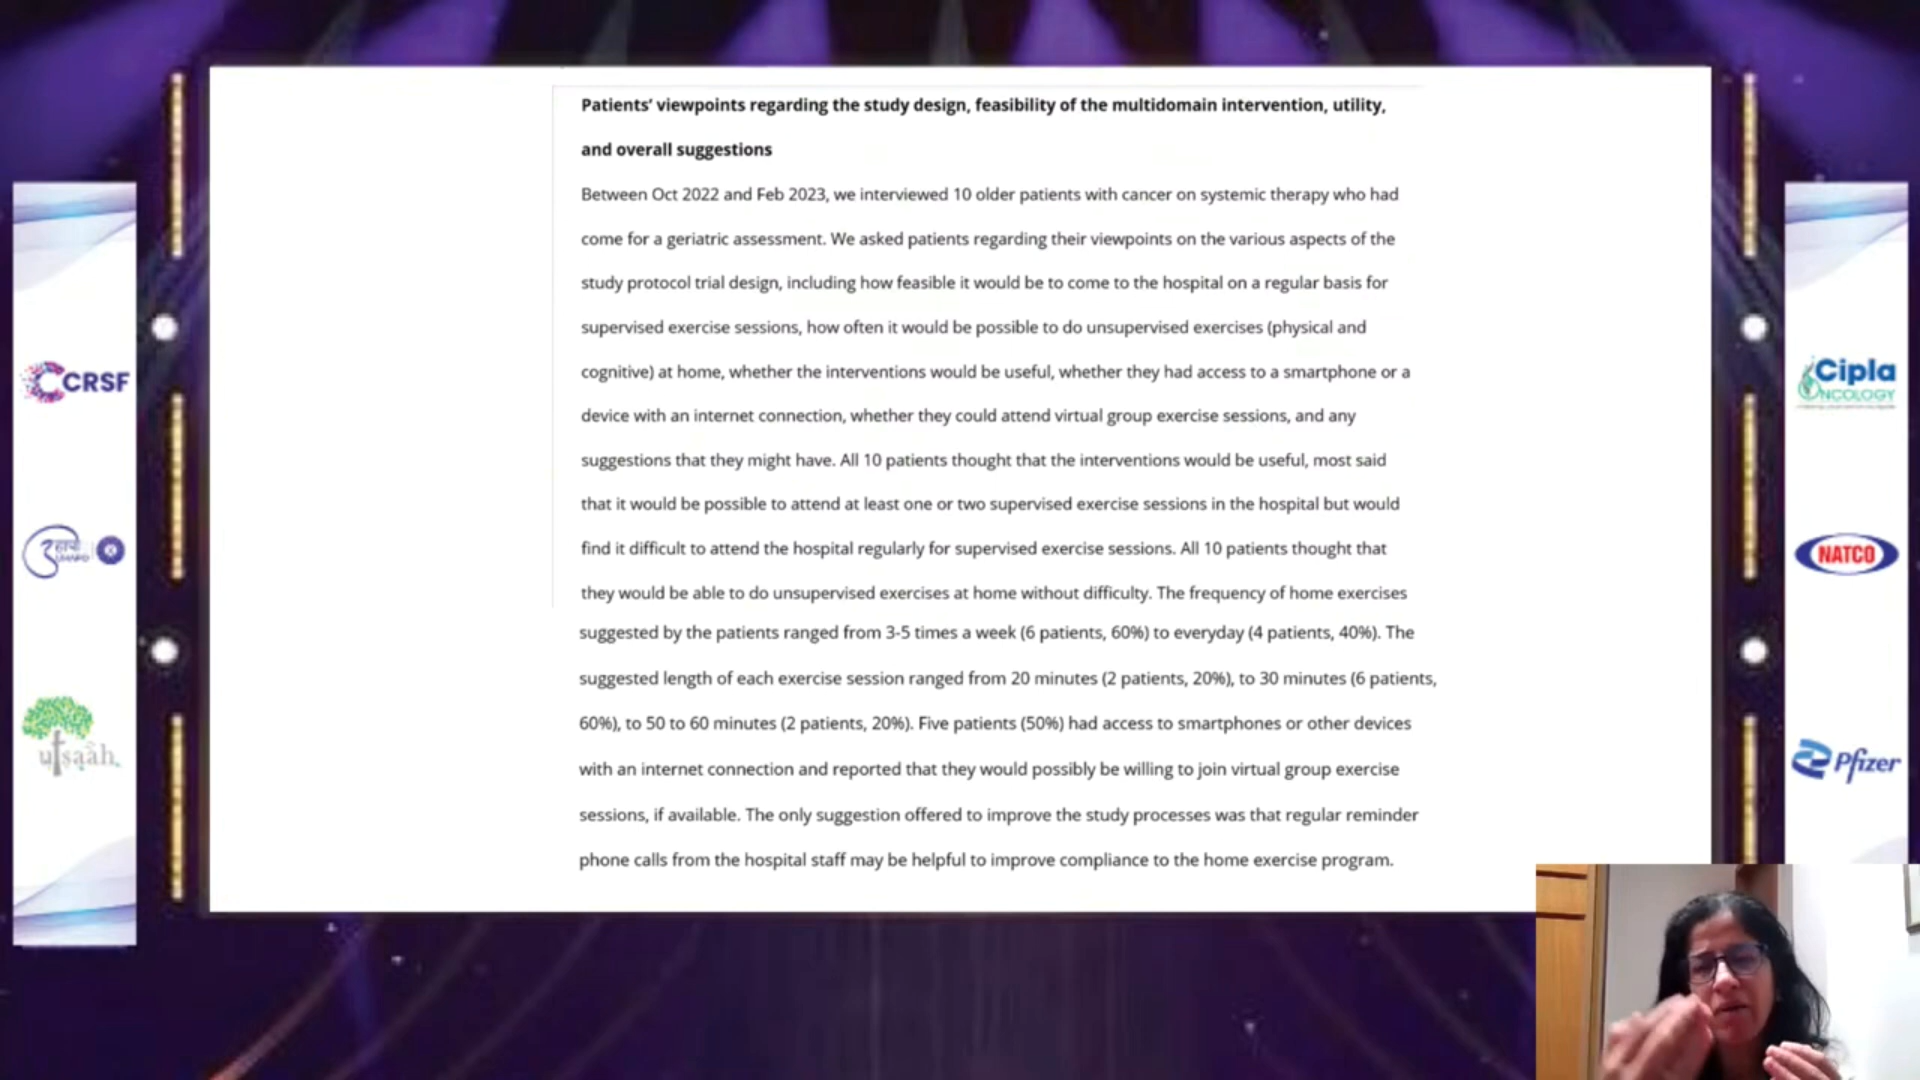 Patients’ viewpoints regarding the study design, feasibility of the multidomain intervention, utility,
and overall suggestions
Between Oct 2022 and Feb 2023, we interviewed 10 older patients with cancer on systemic therapy who had
come for a geriatric assessment. We asked patients regarding their viewpoints on the various aspects of the
study protocol trial design, including how feasible it would be to come to the hospital on a regular basis for
supervised exercise sessions, how often it would be possible to do unsupervised exercises (physical and
cognitive) at home, whether the interventions would be useful, whether they had access to a smartphone or a
device with an internet connection, whether they could attend virtual group exercise sessions, and any
suggestions that they might have. All 10 patients thought that the interventions would be useful, most said
that it would be possible to attend at least one or two supervised exercise sessions in the hospital but would
find it difficult to attend the hospital regularly for supervised exercise sessions. All 10 patients thought that
they would be able to do unsupervised exercises at home without difficulty. The frequency of home exercises
suggested by the patients ranged from 3-5 times a week (6 patients, 60%) to everyday (4 patients, 40%). The
suggested length of each exercise session ranged from 20 minutes (2 patients, 20%), to 30 minutes (6 patients,
60%), to 50 to 60 minutes (2 patients, 20%). Five patients (50%) had access to smartphones or other devices
with an internet connection and reported that they would possibly be willing to join virtual group exercise
sessions, if available. The only suggestion offered to improve the study processes was that regular reminder
phone calls from the hospital staff may be helpful to improve compliance to the home exercise program.
CRSF
utsaah
Cipla
ONCOLOGY
NATCO
Pfizer